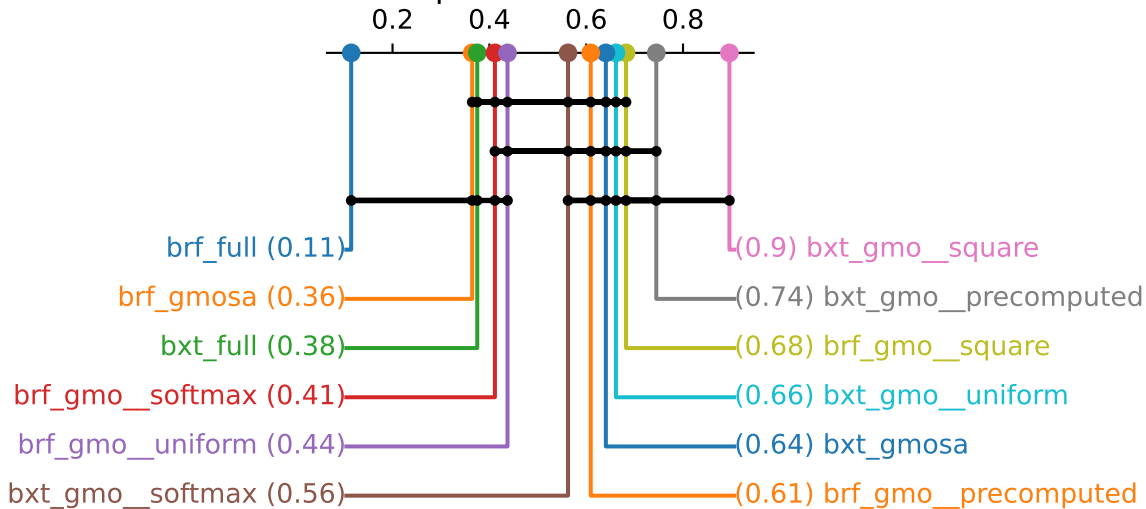 0.2 0.4 0.6 0.8
brf_full (0.11) (0.9) bxt_gmo__square
brf_gmosa (0.36) (0.74) bxt_gmo__precomputed
bxt_full (0.38) (0.68) brf_gmo__square
brf_gmo__softmax (0.41) (0.66) bxt_gmo__uniform
brf_gmo__uniform (0.44) (0.64) bxt_gmosa
bxt_gmo__softmax (0.56) (0.61) brf_gmo__precomputed